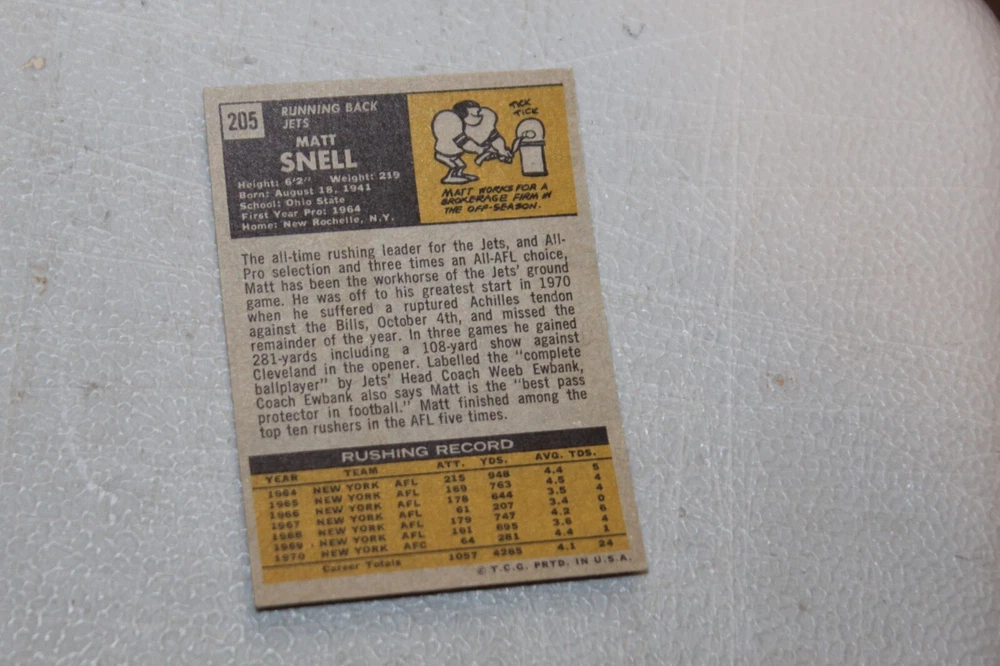 205
RUNNING BACK
JETS
MATT
SNELL
Height: 6'2" Weight: 219
Born: August 18, 1941
School: Ohio State
First Year Pro: 1964
Home: New Rochelle, N.Y.
TICK
TICK
MATT WORKS FOR A
BROKERAGE FIRM IN
THE OFF-SEASON.
The all-time rushing leader for the Jets, and All-
Pro selection and three times an All-AFL choice,
Matt has been the workhorse of the Jets' ground
game. He was off to his greatest start in 1970
when he suffered a ruptured Achilles tendon
against the Bills, October 4th, and missed the
remainder of the year. In three games he gained
281-yards including a 108-yard show against
Cleveland in the opener. Labelled the "complete
ballplayer" by Jets' Head Coach Weeb Ewbank,
Coach Ewbank also says Matt is the "best pass
protector in football." Matt finished among the
top ten rushers in the AFL five times.
RUSHING RECORD
YEAR TEAM ATT. YDS. AVG. TDS.
1964 NEW YORK AFL 215 948 4.4 5
1965 NEW YORK AFL 169 763 4.5 4
1966 NEW YORK AFL 178 644 3.5 4
1967 NEW YORK AFL 61 207 3.4 0
1968 NEW YORK AFL 179 747 4.2 6
1969 NEW YORK AFL 191 695 3.6 4
1970 NEW YORK AFC 64 281 4.4 1
Career Totals 1057 4285 4.1 24
© T.C.G. PRTD. IN U.S.A.